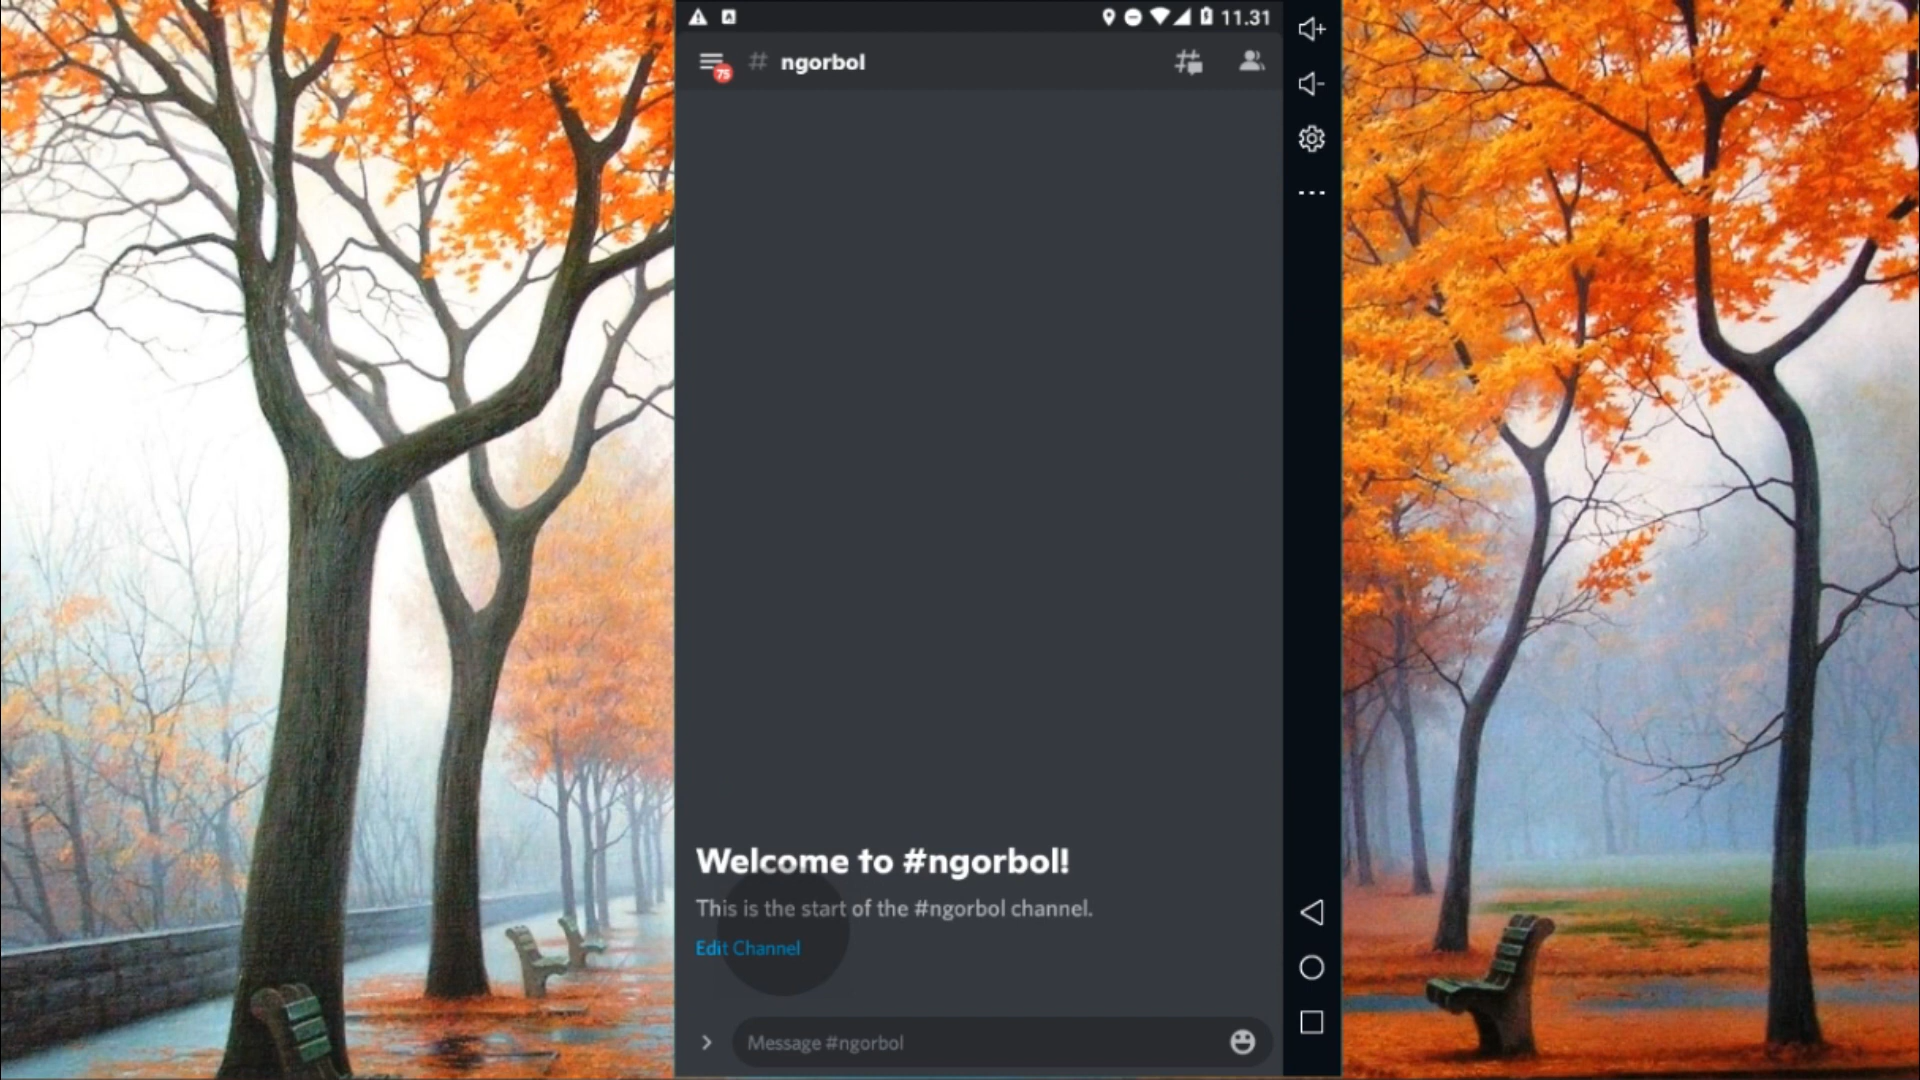 11.31
75 # ngorbol
Welcome to #ngorbol!
This is the start of the #ngorbol channel.
Edit Channel
Message #ngorbol